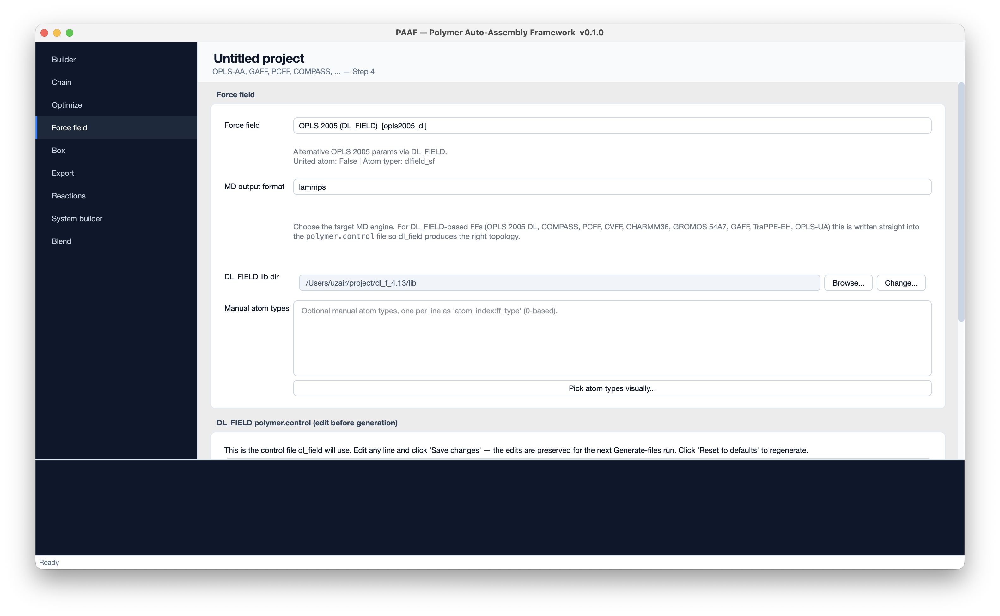 PAAF — Polymer Auto-Assembly Framework  v0.1.0
Builder
Chain
Optimize
Force field
Box
Export
Reactions
System builder
Blend
Untitled project
OPLS-AA, GAFF, PCFF, COMPASS, ... — Step 4
Force field
Force field
OPLS 2005 (DL_FIELD)  [opls2005_dl]
Alternative OPLS 2005 params via DL_FIELD.
United atom: False | Atom typer: dlfield_sf
MD output format
lammps
Choose the target MD engine. For DL_FIELD-based FFs (OPLS 2005 DL, COMPASS, PCFF, CVFF, CHARMM36, GROMOS 54A7, GAFF, TraPPE-EH, OPLS-UA) this is written straight into
the polymer.control file so dl_field produces the right topology.
DL_FIELD lib dir
/Users/uzair/project/dl_f_4.13/lib
Browse...
Change...
Manual atom types
Optional manual atom types, one per line as 'atom_index:ff_type' (0-based).
Pick atom types visually...
DL_FIELD polymer.control (edit before generation)
This is the control file dl_field will use. Edit any line and click 'Save changes' — the edits are preserved for the next Generate-files run. Click 'Reset to defaults' to regenerate.
Ready